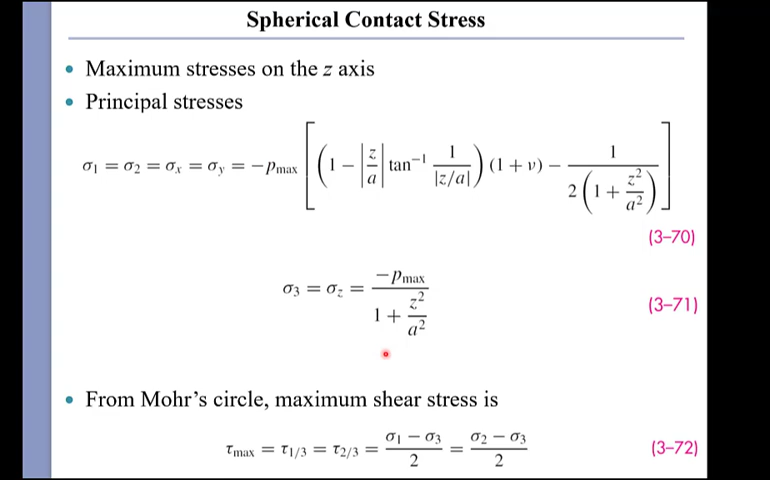 Spherical Contact Stress
• Maximum stresses on the z axis
• Principal stresses
σ₁ = σ₂ = σₓ = σᵧ = −pₘₐₓ [ (1 − |z/a| tan⁻¹ 1/|z/a|) (1 + ν) − 1/(2(1 + z²/a²)) ]
(3–70)
σ₃ = σ_z = −pₘₐₓ/(1 + z²/a²) (3–71)
• From Mohr’s circle, maximum shear stress is
τₘₐₓ = τ₁/₃ = τ₂/₃ = (σ₁ − σ₃)/2 = (σ₂ − σ₃)/2 (3–72)